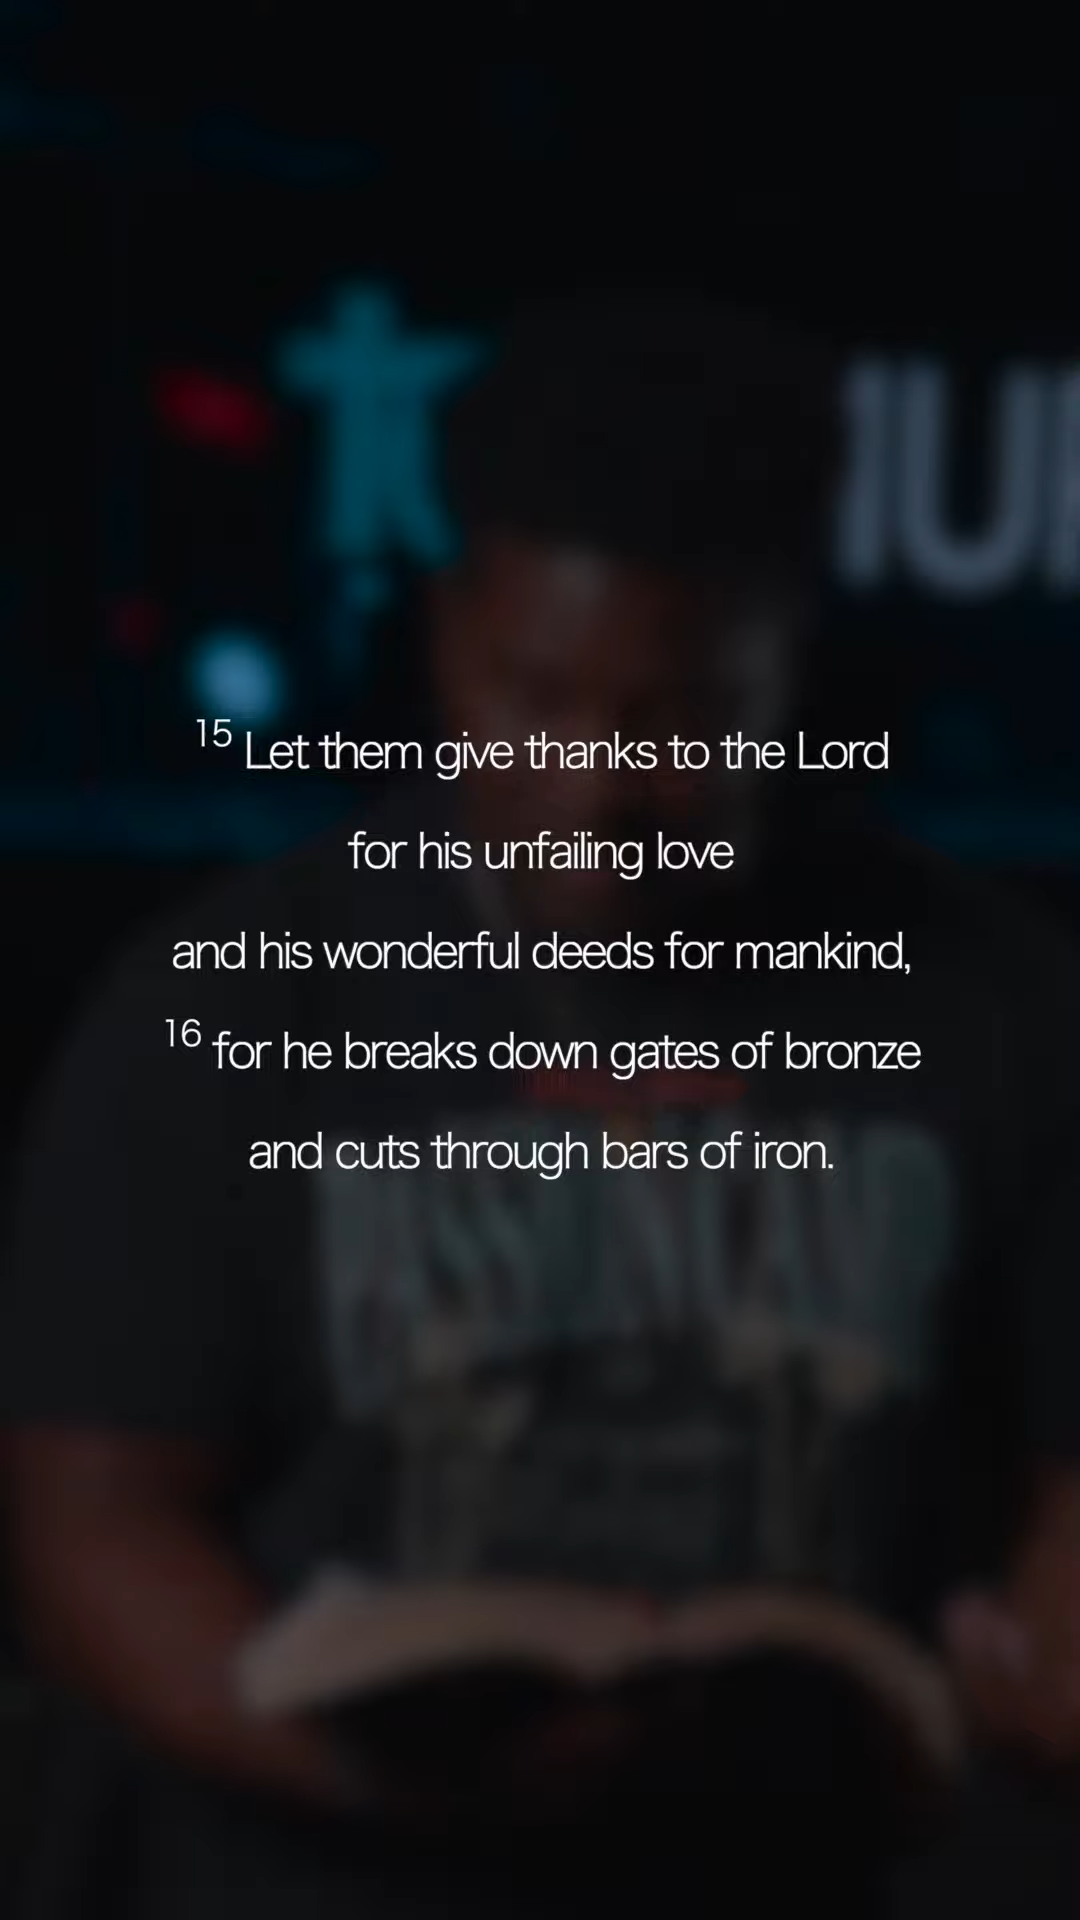 15 Let them give thanks to the Lord
for his unfailing love
and his wonderful deeds for mankind,
16 for he breaks down gates of bronze
and cuts through bars of iron.